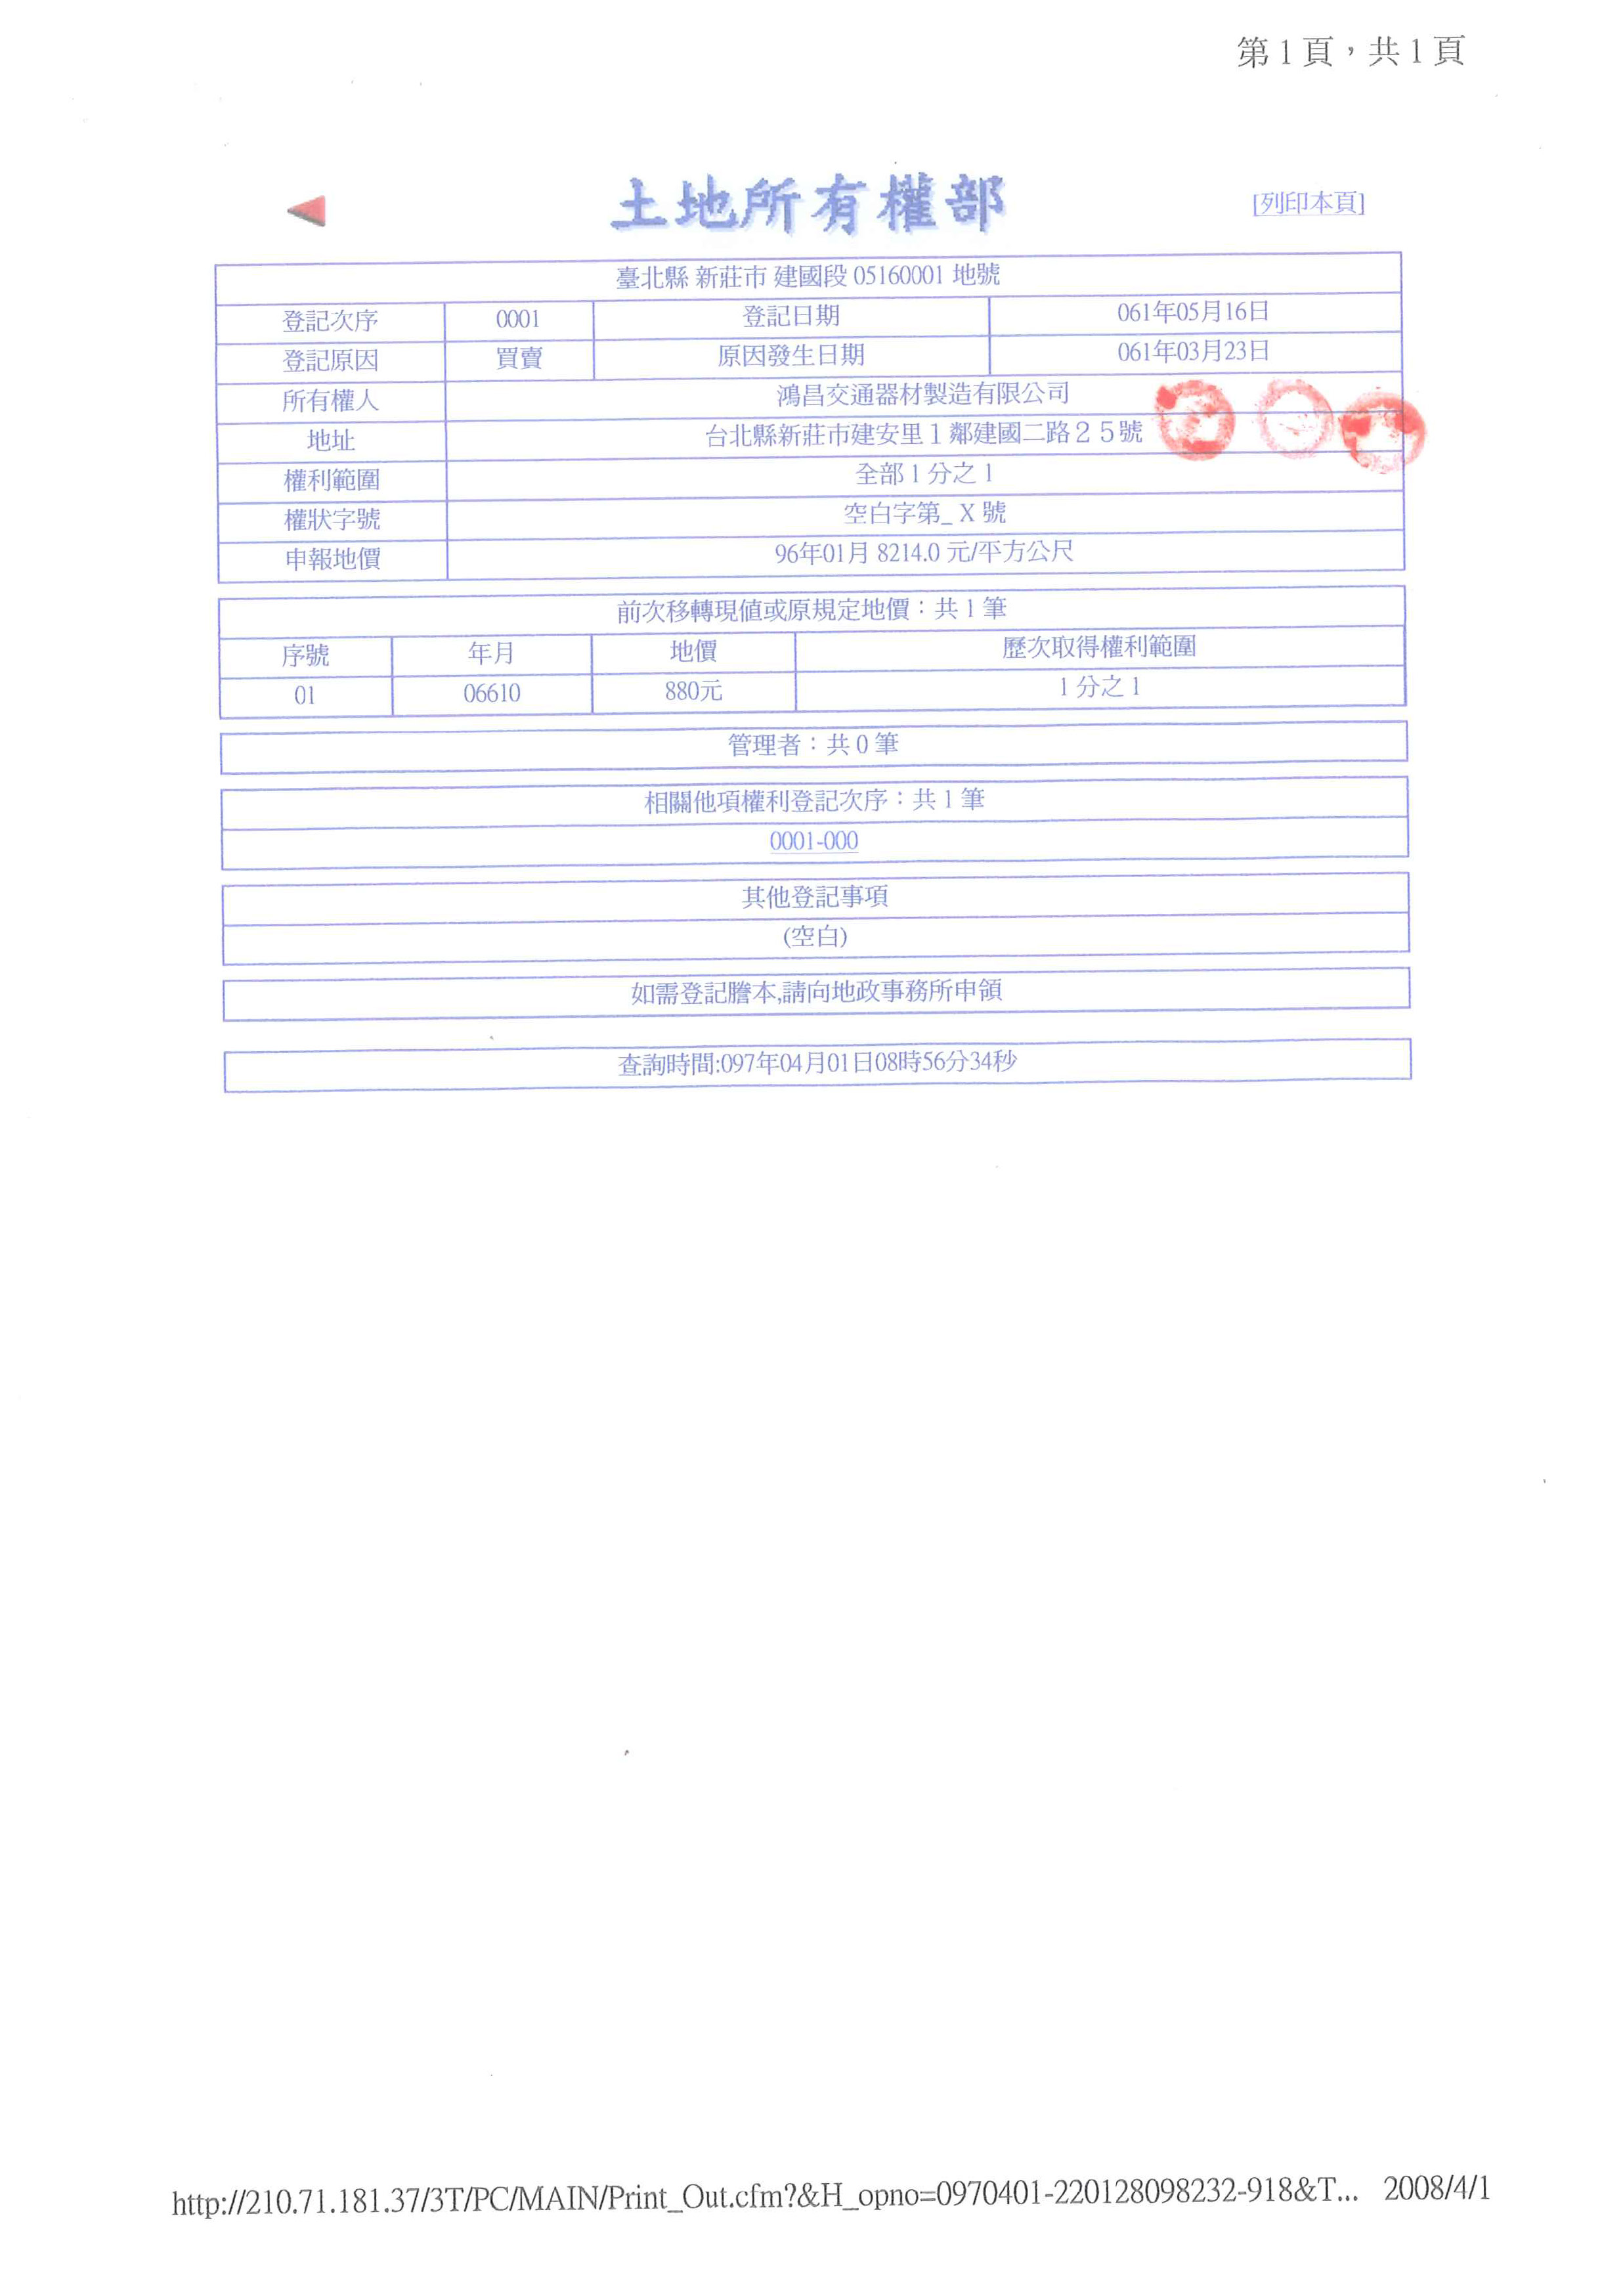 第1頁，共1頁
土地所有權部
[列印本頁]
臺北縣 新莊市 建國段 05160001 地號
登記次序 0001 登記日期 061年05月16日
登記原因 買賣 原因發生日期 061年03月23日
所有權人 鴻昌交通器材製造有限公司
地址 台北縣新莊市建安里１鄰建國二路２５號
權利範圍 全部 1 分之 1
權狀字號 空白字第_ X 號
申報地價 96年01月 8214.0 元/平方公尺
前次移轉現值或原規定地價：共 1 筆
序號 年月 地價 歷次取得權利範圍
01 06610 880元 1 分之 1
管理者：共 0 筆
相關他項權利登記次序：共 1 筆
0001-000
其他登記事項
(空白)
如需登記謄本,請向地政事務所申領
查詢時間:097年04月01日08時56分34秒
http://210.71.181.37/3T/PC/MAIN/Print_Out.cfm?&H_opno=0970401-220128098232-918&T... 2008/4/1